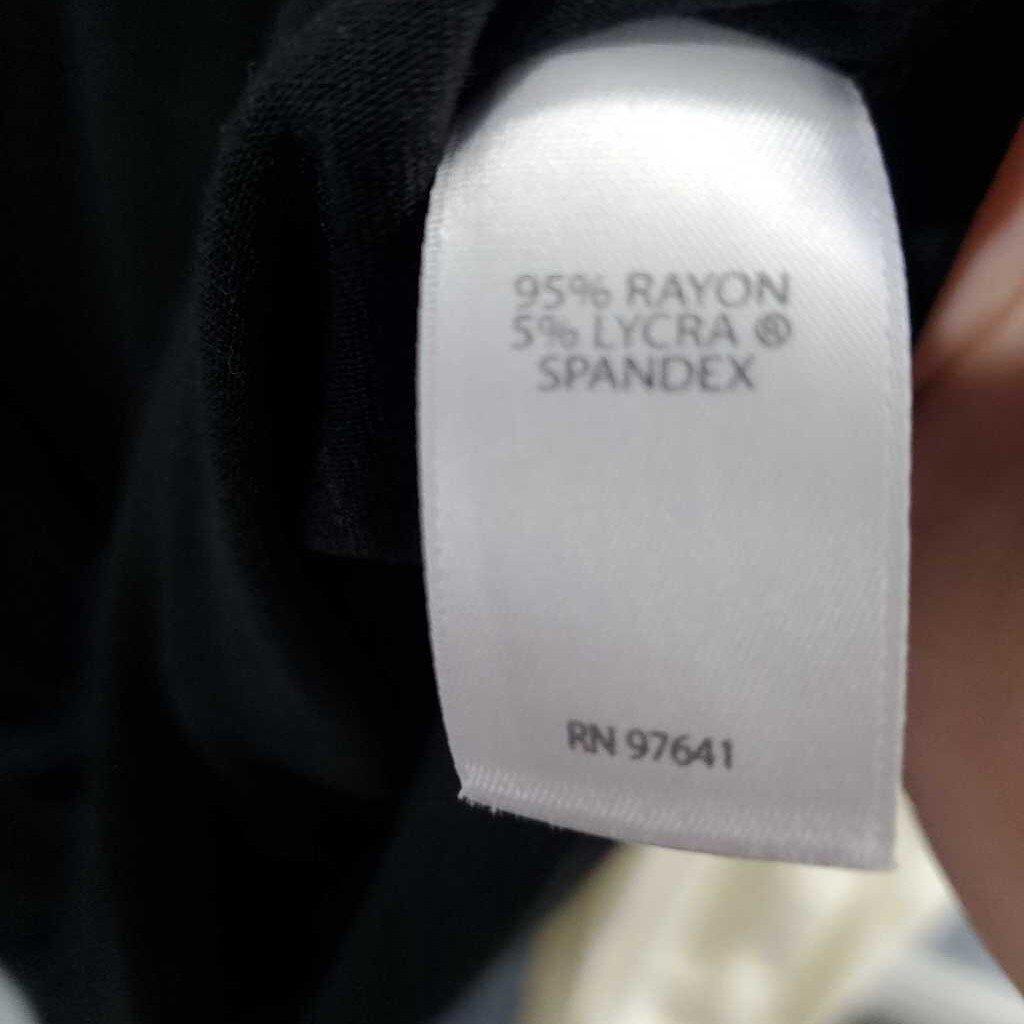 95% RAYON
5% LYCRA ®
SPANDEX
RN 97641